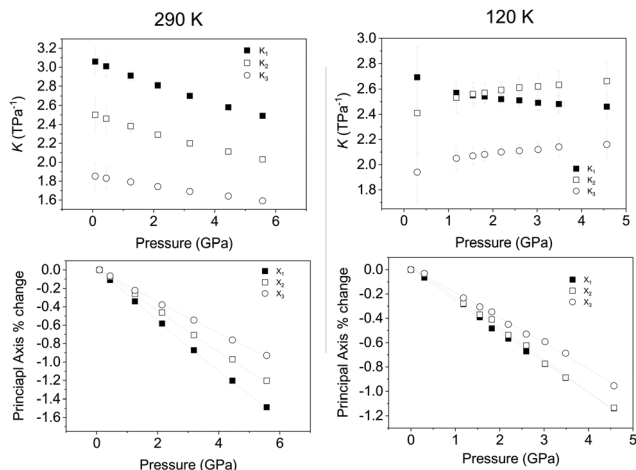 290 K
120 K
K (TPa⁻¹)
3.2
3.0
2.8
2.6
2.4
2.2
2.0
1.8
1.6
K₁
K₂
K₃
0 1 2 3 4 5 6
Pressure (GPa)
K (TPa⁻¹)
3.0
2.8
2.6
2.4
2.2
2.0
1.8
K₁
K₂
K₃
0 1 2 3 4 5
Pressure (GPa)
Princiapl Axis % change
0.0
-0.2
-0.4
-0.6
-0.8
-1.0
-1.2
-1.4
-1.6
X₁
X₂
X₃
0 1 2 3 4 5 6
Pressure (GPa)
Principal Axis % change
0.0
-0.2
-0.4
-0.6
-0.8
-1.0
-1.2
X₁
X₂
X₃
0 1 2 3 4 5
Pressure (GPa)